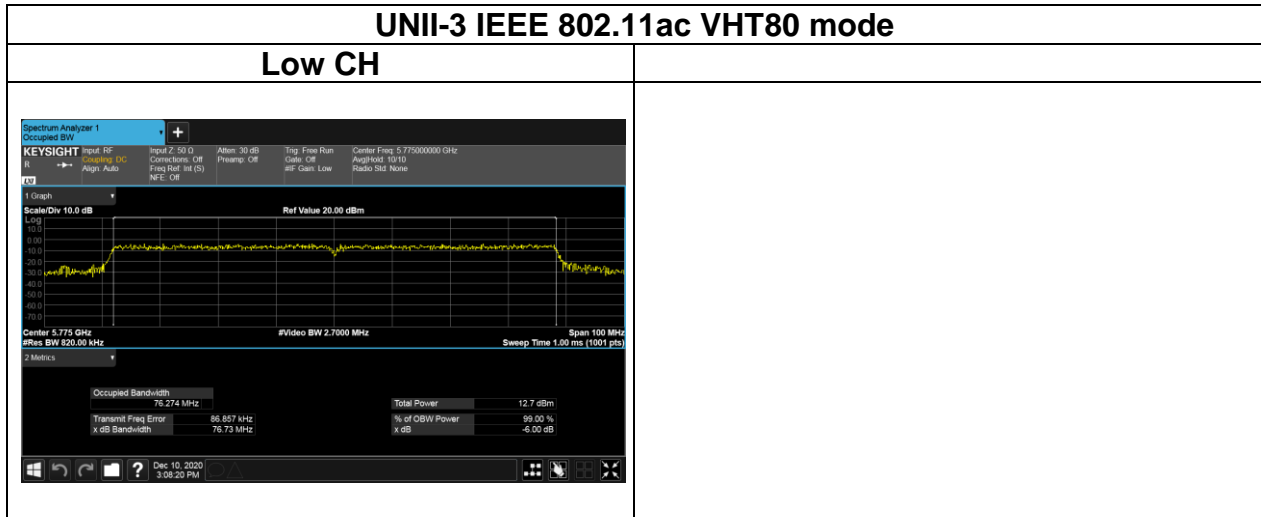 UNII-3 IEEE 802.11ac VHT80 mode
Low CH
Spectrum Analyzer 1
Occupied BW
KEYSIGHT Input: RF Input Z: 50 Ω Atten: 30 dB Trig: Free Run Center Freq: 5.775000000 GHz
R Coupling: DC Corrections: Off Preamp: Off Gate: Off Avg|Hold: 10/10
Align: Auto Freq Ref: Int (S) #IF Gain: Low Radio Std: None
LXI NFE: Off
1 Graph
Scale/Div 10.0 dB Ref Value 20.00 dBm
Log
10.0
0.00
-10.0
-20.0
-30.0
-40.0
-50.0
-60.0
-70.0
Center 5.775 GHz #Video BW 2.7000 MHz Span 100 MHz
#Res BW 820.00 kHz Sweep Time 1.00 ms (1001 pts)
2 Metrics
Occupied Bandwidth
76.274 MHz Total Power 12.7 dBm
Transmit Freq Error 86.857 kHz % of OBW Power 99.00 %
x dB Bandwidth 76.73 MHz x dB -6.00 dB
? Dec 10, 2020
3:08:20 PM